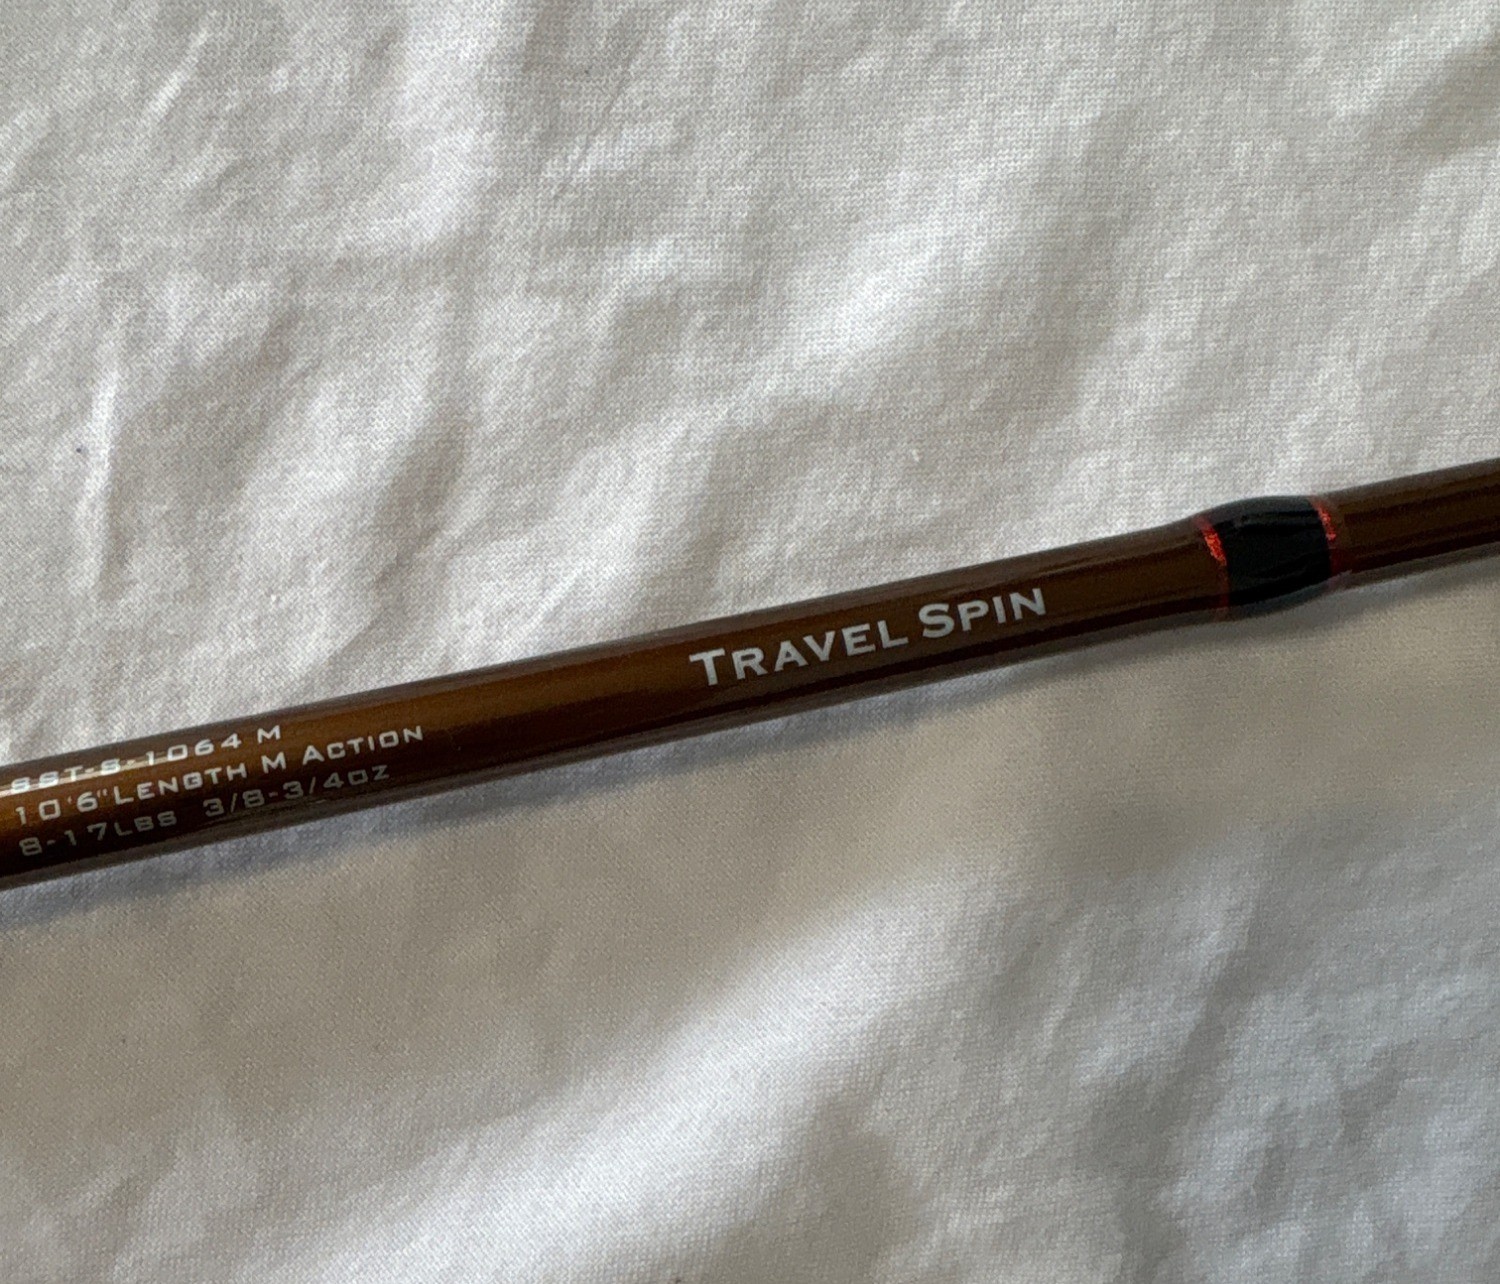 TRAVEL SPIN
SST-S-1064 M
10'6" LENGTH M ACTION
8-17LBS 3/8-3/4OZ